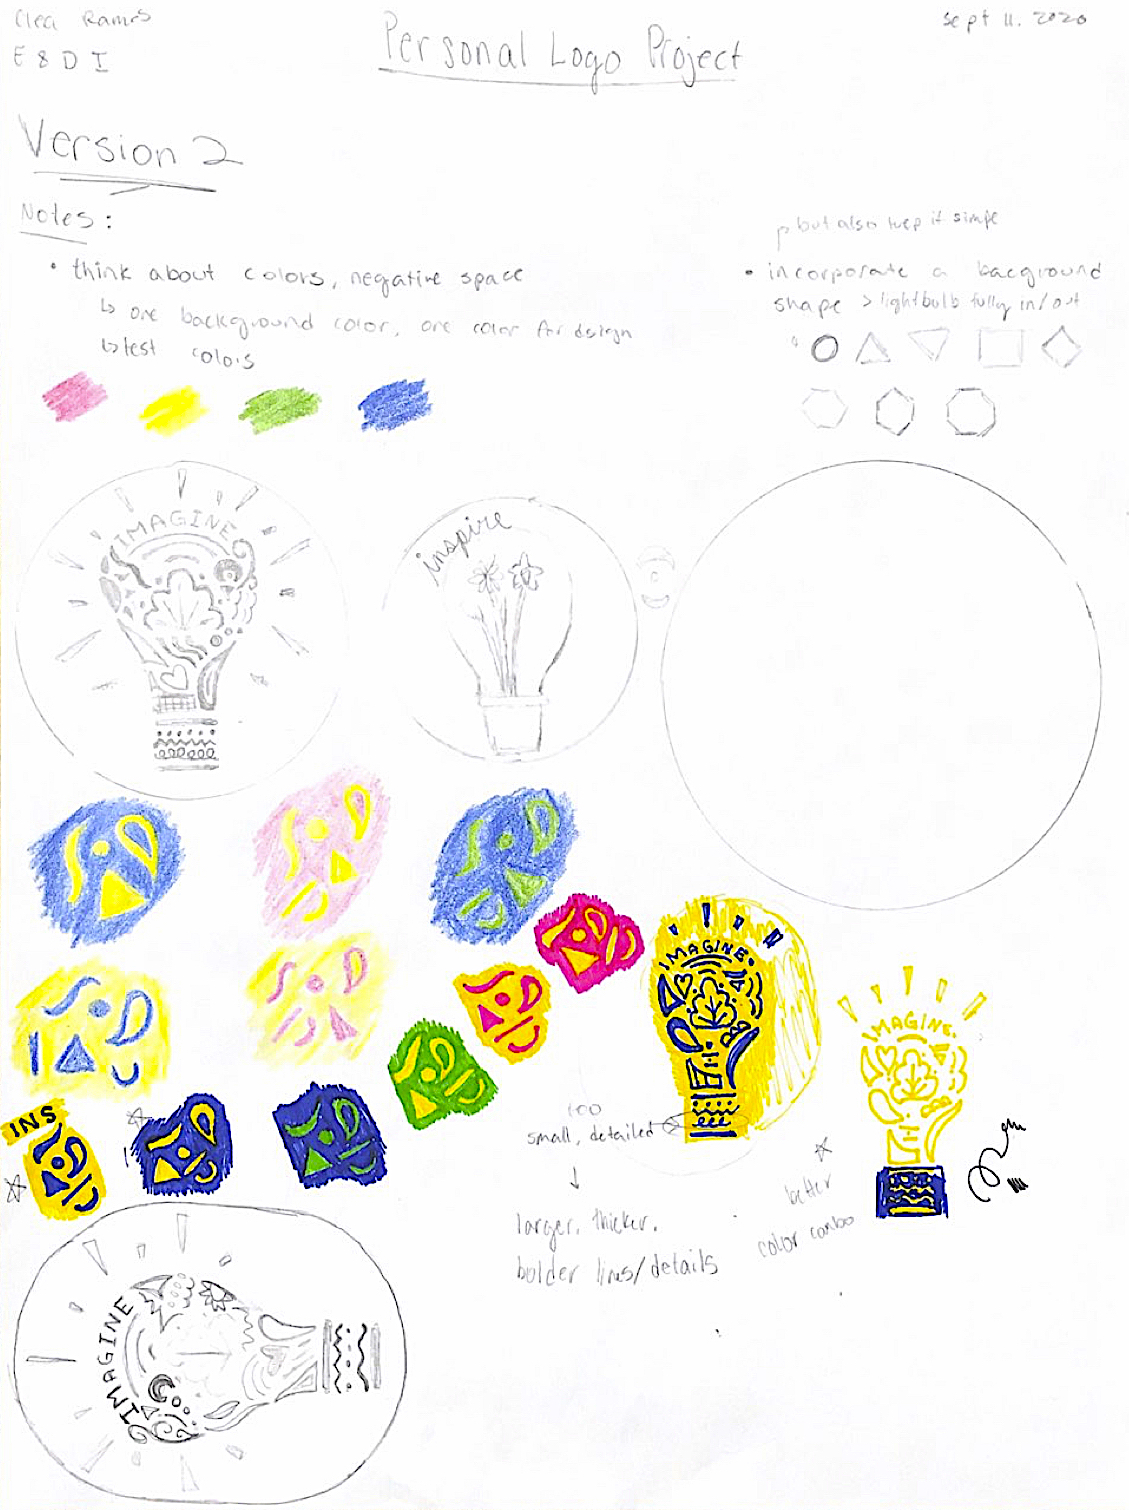 Clea Ramos
Sept 11. 2020
E & D I
Personal Logo Project
Version 2
Notes:
• think about colors, negative space
↳ one background color, one color for design
↳ test colors
but also keep it simpe
• incorporate a bacground
shape > lightbulb fully in/out
IMAGINE
inspire
IMAGINE.
IMAGINE.
INS
too
small, detailed
↓
larger, thicker,
bolder lines/details
better
color combo
IMAGINE